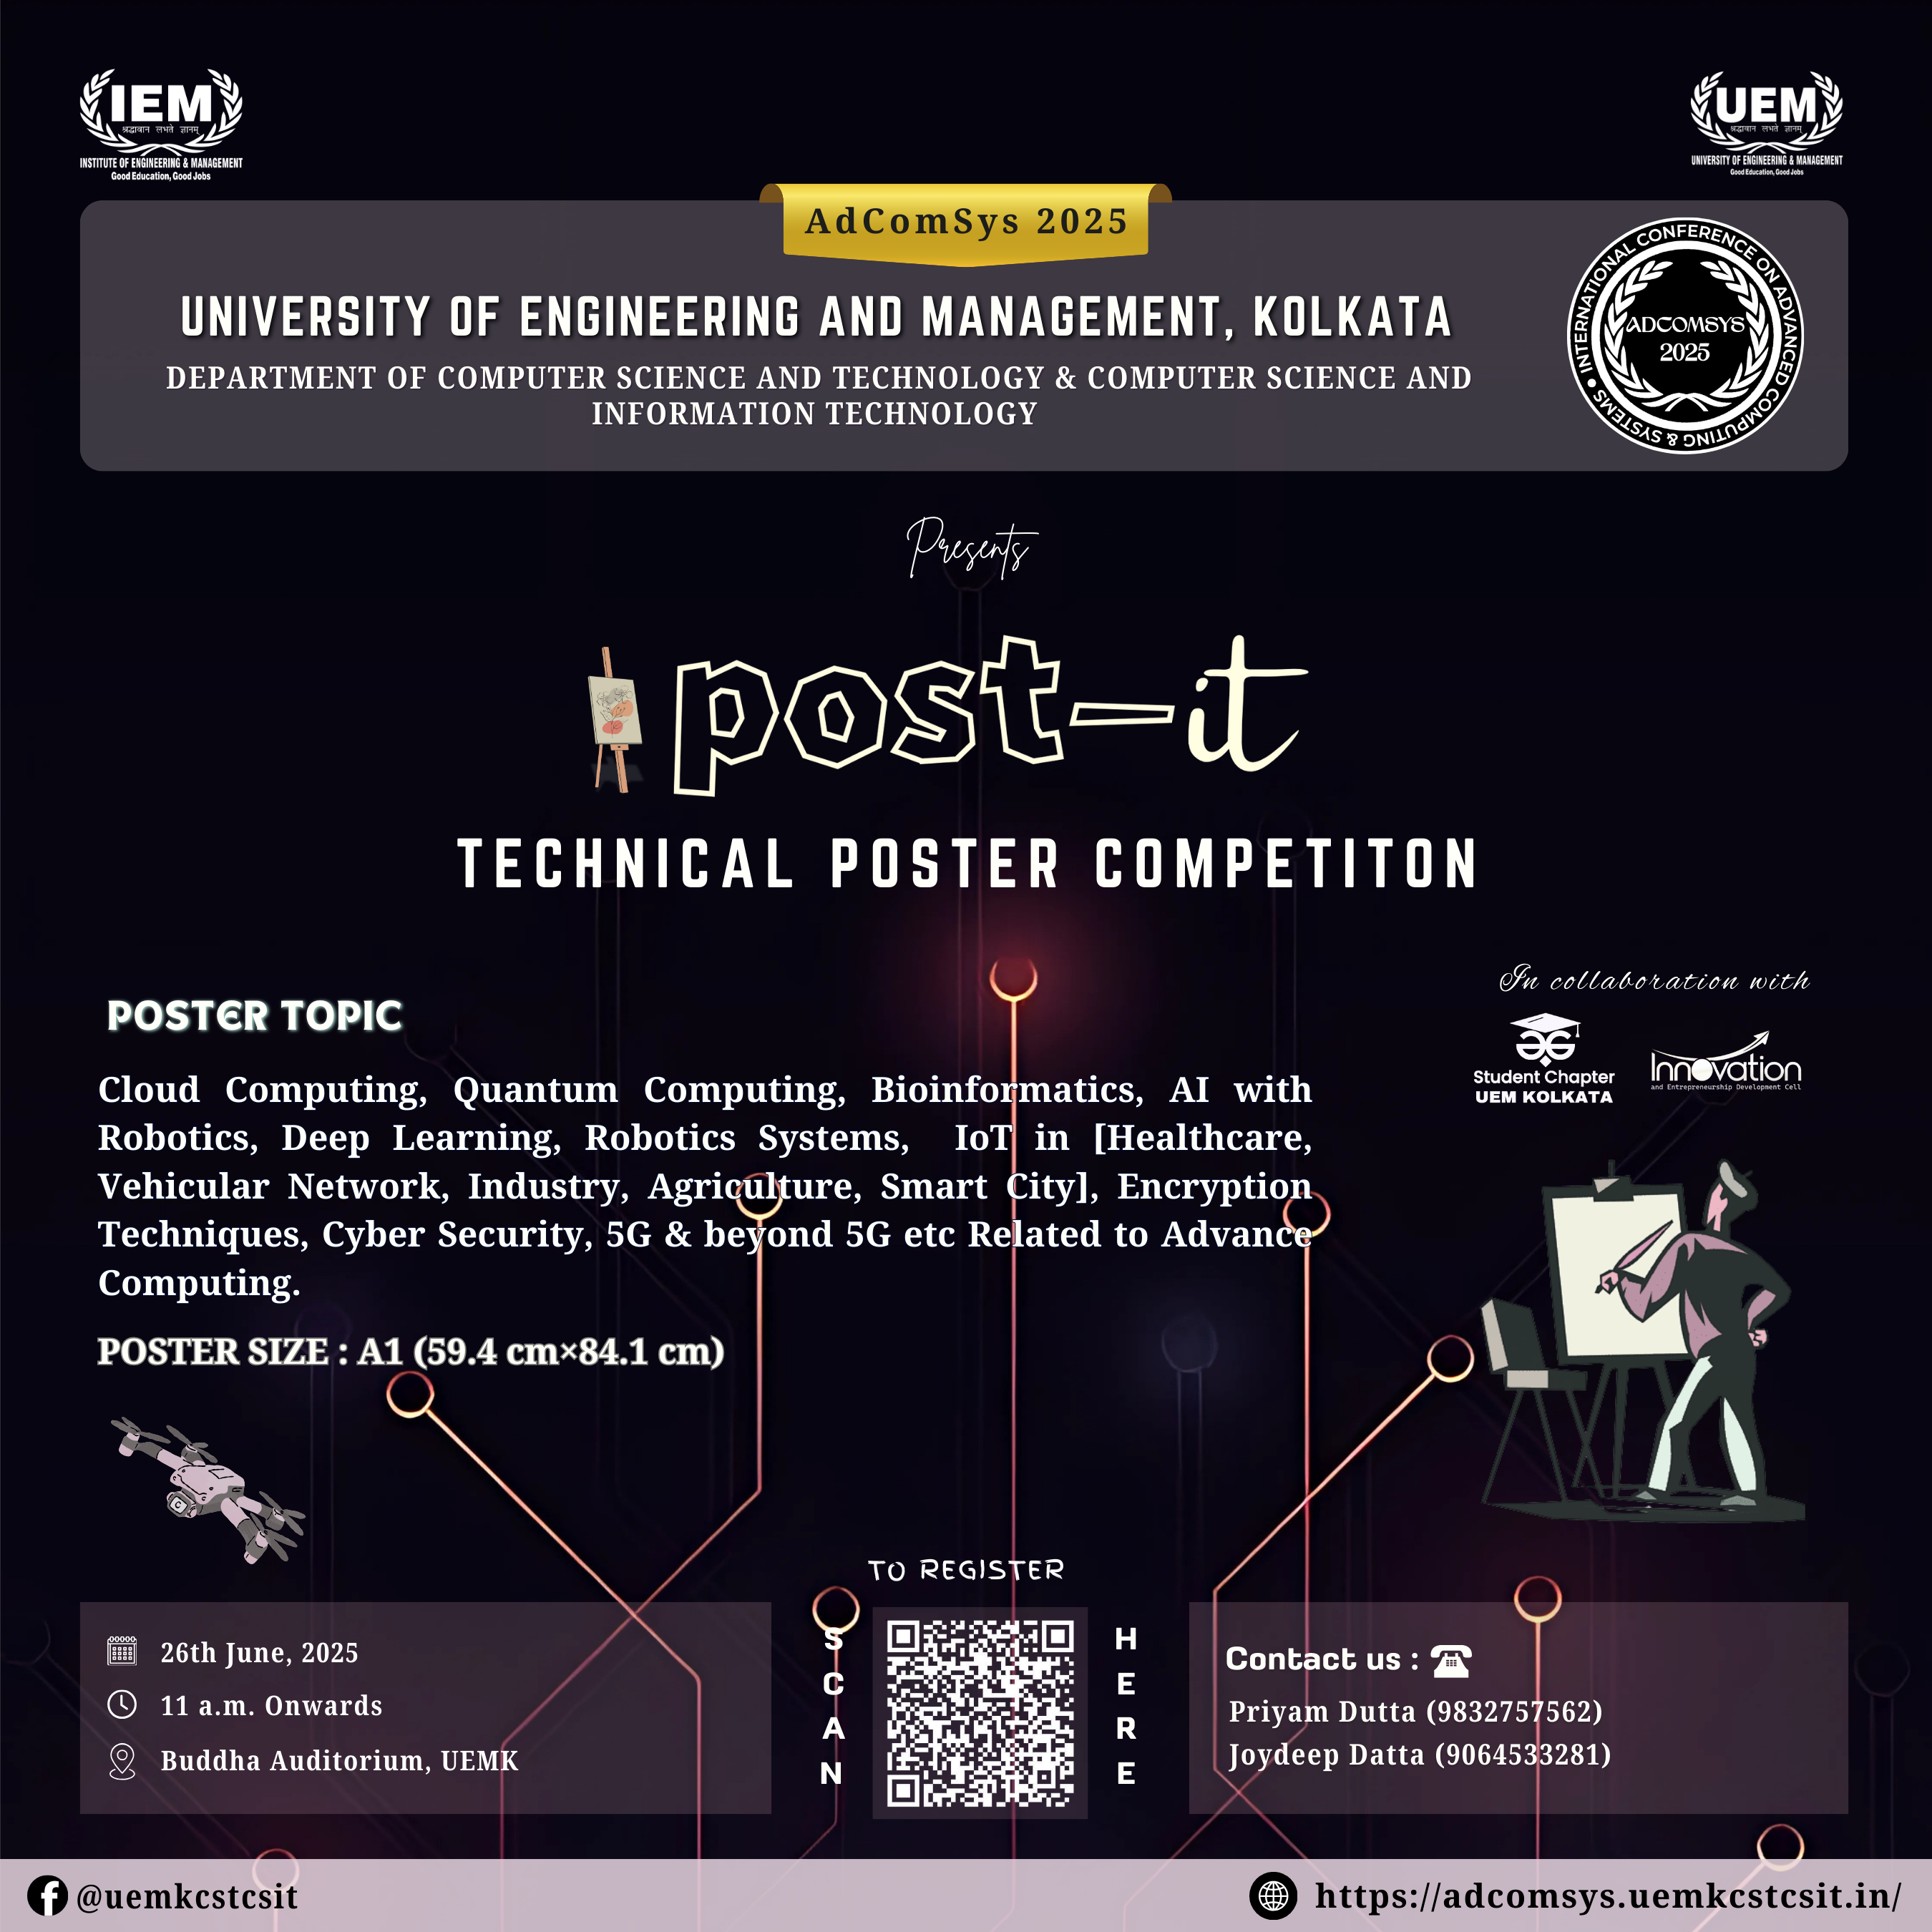 IEM
श्रद्धावान लभते ज्ञानम्
INSTITUTE OF ENGINEERING & MANAGEMENT
Good Education, Good Jobs
UEM
श्रद्धावान लभते ज्ञानम्
UNIVERSITY OF ENGINEERING & MANAGEMENT
Good Education, Good Jobs
AdComSys 2025
UNIVERSITY OF ENGINEERING AND MANAGEMENT, KOLKATA
DEPARTMENT OF COMPUTER SCIENCE AND TECHNOLOGY & COMPUTER SCIENCE AND
INFORMATION TECHNOLOGY
INTERNATIONAL CONFERENCE ON ADVANCED COMPUTING & SYSTEMS
ADCOMSYS
2025
Presents
post-it
TECHNICAL POSTER COMPETITON
POSTER TOPIC
Cloud Computing, Quantum Computing, Bioinformatics, AI with
Robotics, Deep Learning, Robotics Systems, IoT in [Healthcare,
Vehicular Network, Industry, Agriculture, Smart City], Encryption
Techniques, Cyber Security, 5G & beyond 5G etc Related to Advance
Computing.
POSTER SIZE : A1 (59.4 cm×84.1 cm)
In collaboration with
Student Chapter
UEM KOLKATA
Innovation
and Entrepreneurship Development Cell
26th June, 2025
11 a.m. Onwards
Buddha Auditorium, UEMK
TO REGISTER
SCAN
HERE
Contact us :
Priyam Dutta (9832757562)
Joydeep Datta (9064533281)
@uemkcstcsit
https://adcomsys.uemkcstcsit.in/